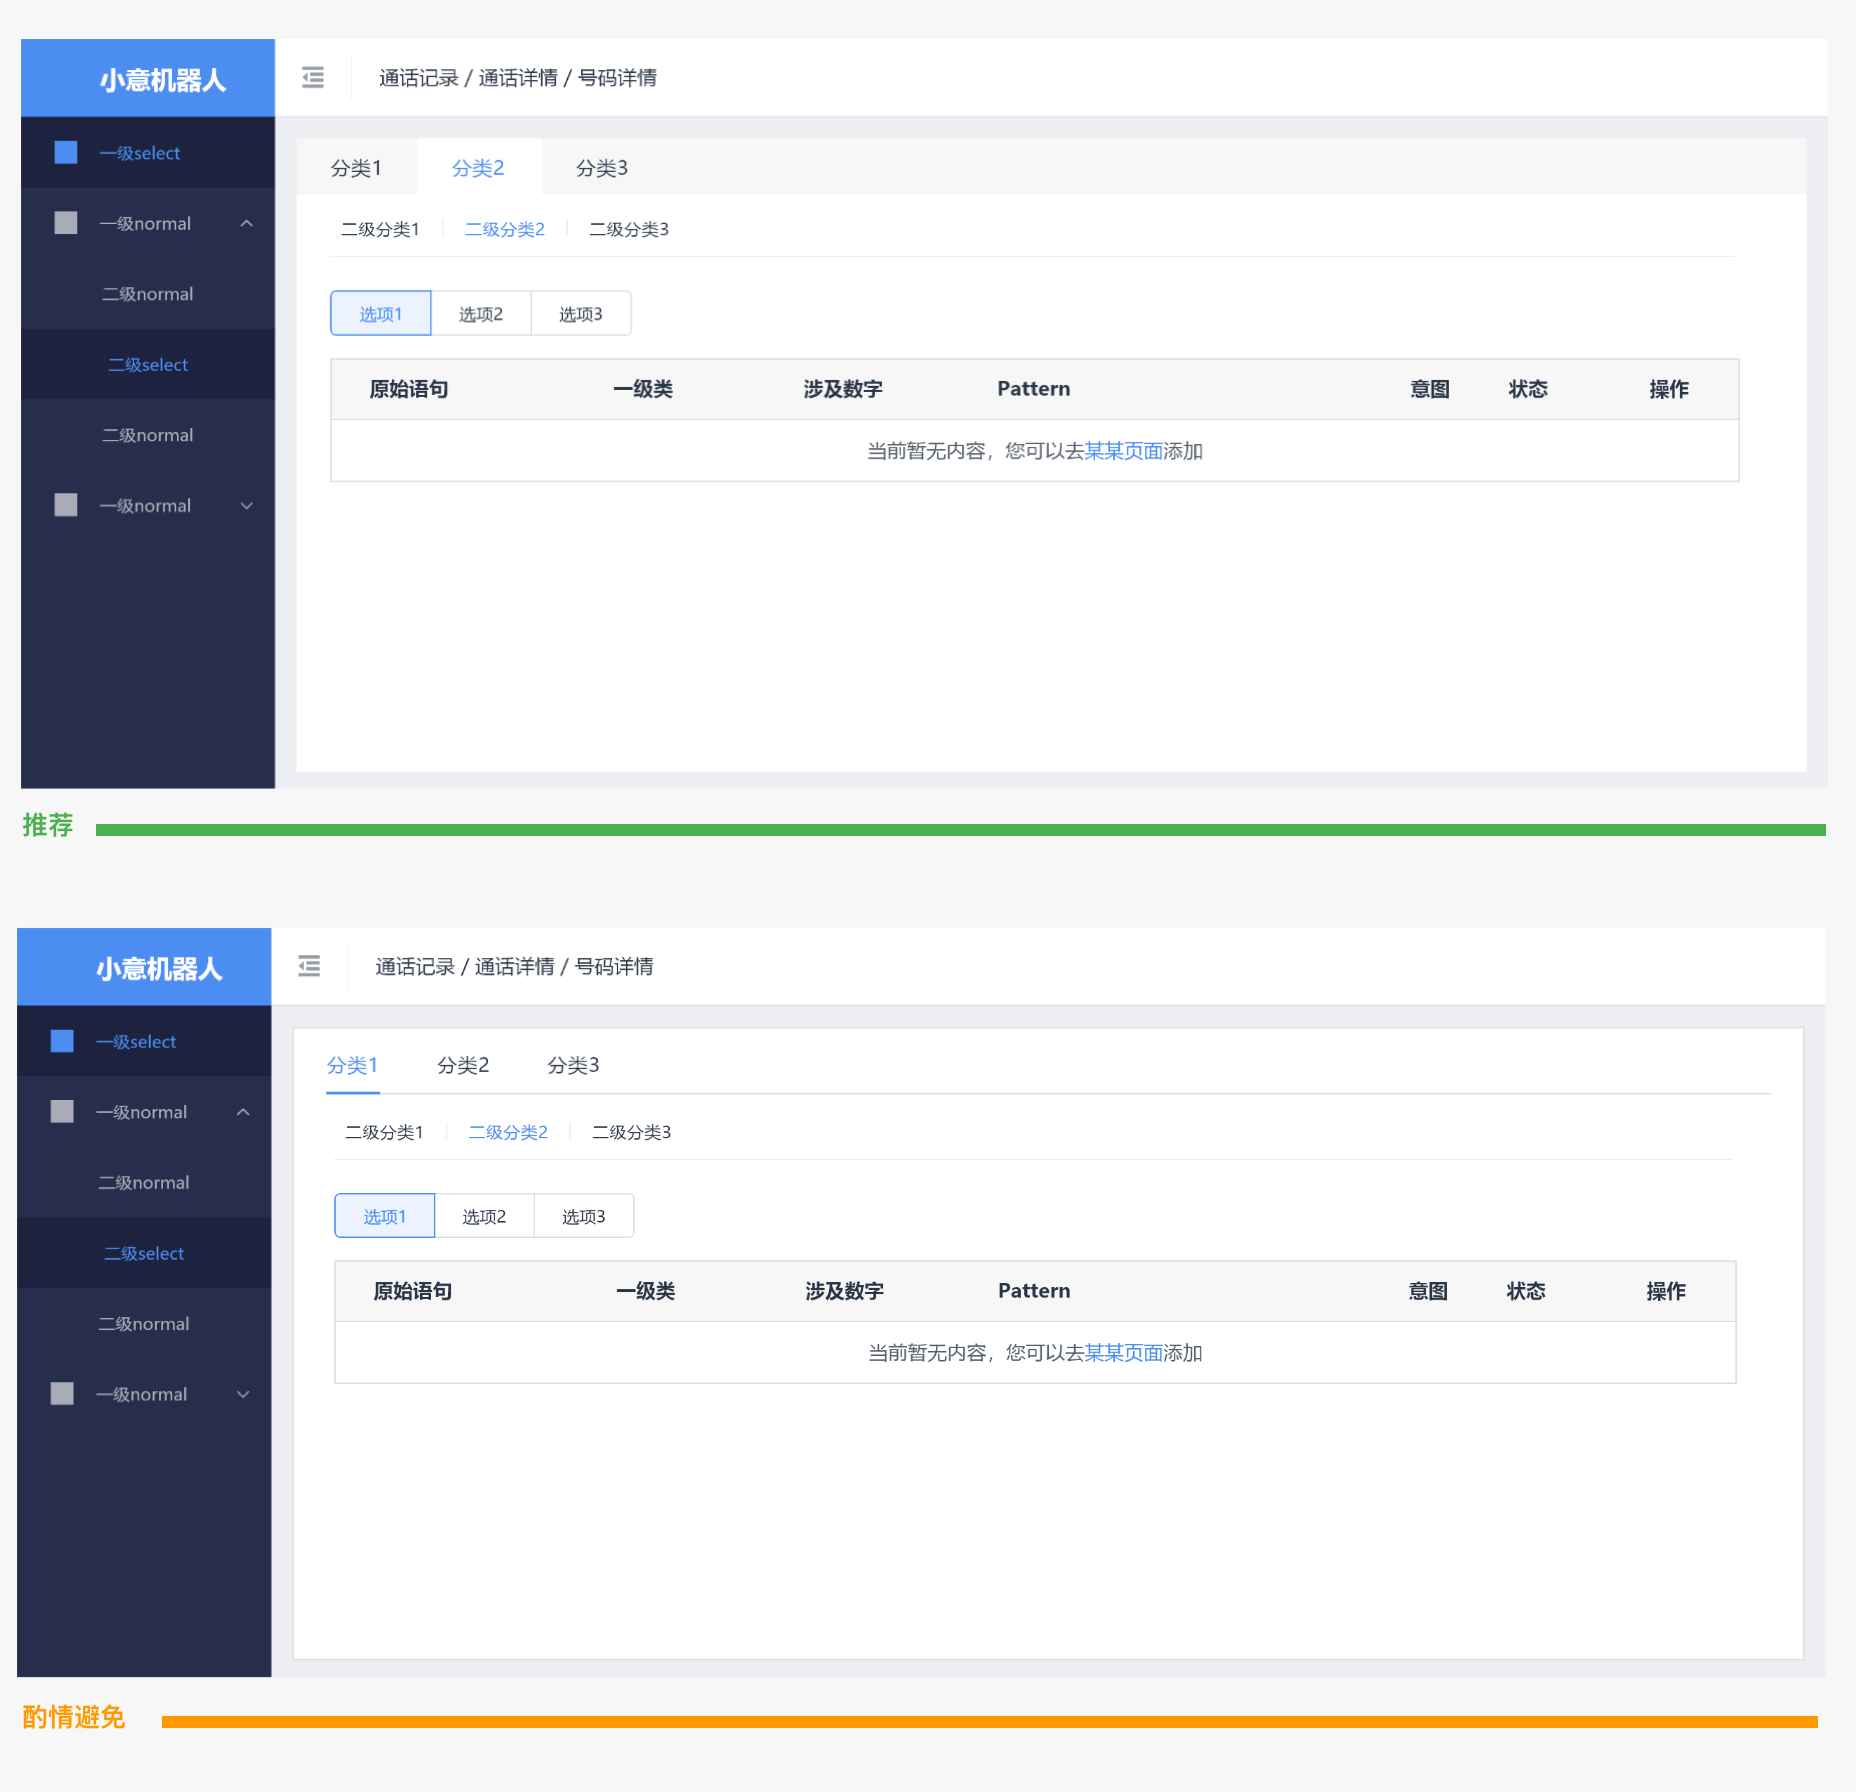 小意机器人
通话记录 / 通话详情 / 号码详情
一级select
一级normal
二级normal
二级select
二级normal
一级normal
分类1 分类2 分类3
二级分类1 二级分类2 二级分类3
选项1 选项2 选项3
原始语句 一级类 涉及数字 Pattern 意图 状态 操作
当前暂无内容，您可以去某某页面添加
推荐
小意机器人
通话记录 / 通话详情 / 号码详情
一级select
一级normal
二级normal
二级select
二级normal
一级normal
分类1 分类2 分类3
二级分类1 二级分类2 二级分类3
选项1 选项2 选项3
原始语句 一级类 涉及数字 Pattern 意图 状态 操作
当前暂无内容，您可以去某某页面添加
酌情避免